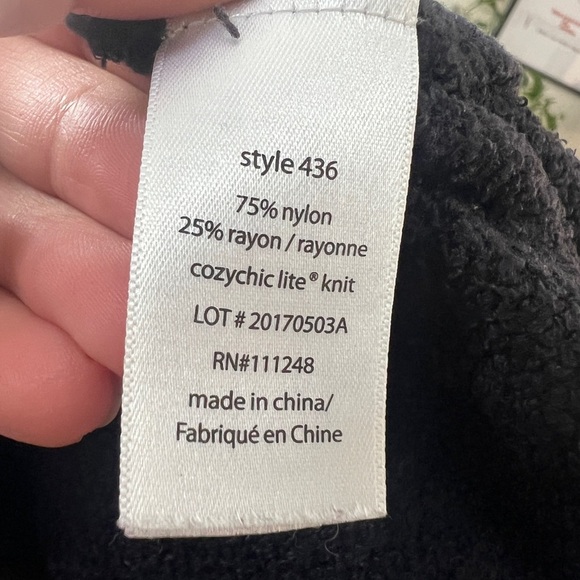 style 436
75% nylon
25% rayon / rayonne
cozychic lite® knit
LOT # 20170503A
RN#111248
made in china/
Fabriqué en Chine